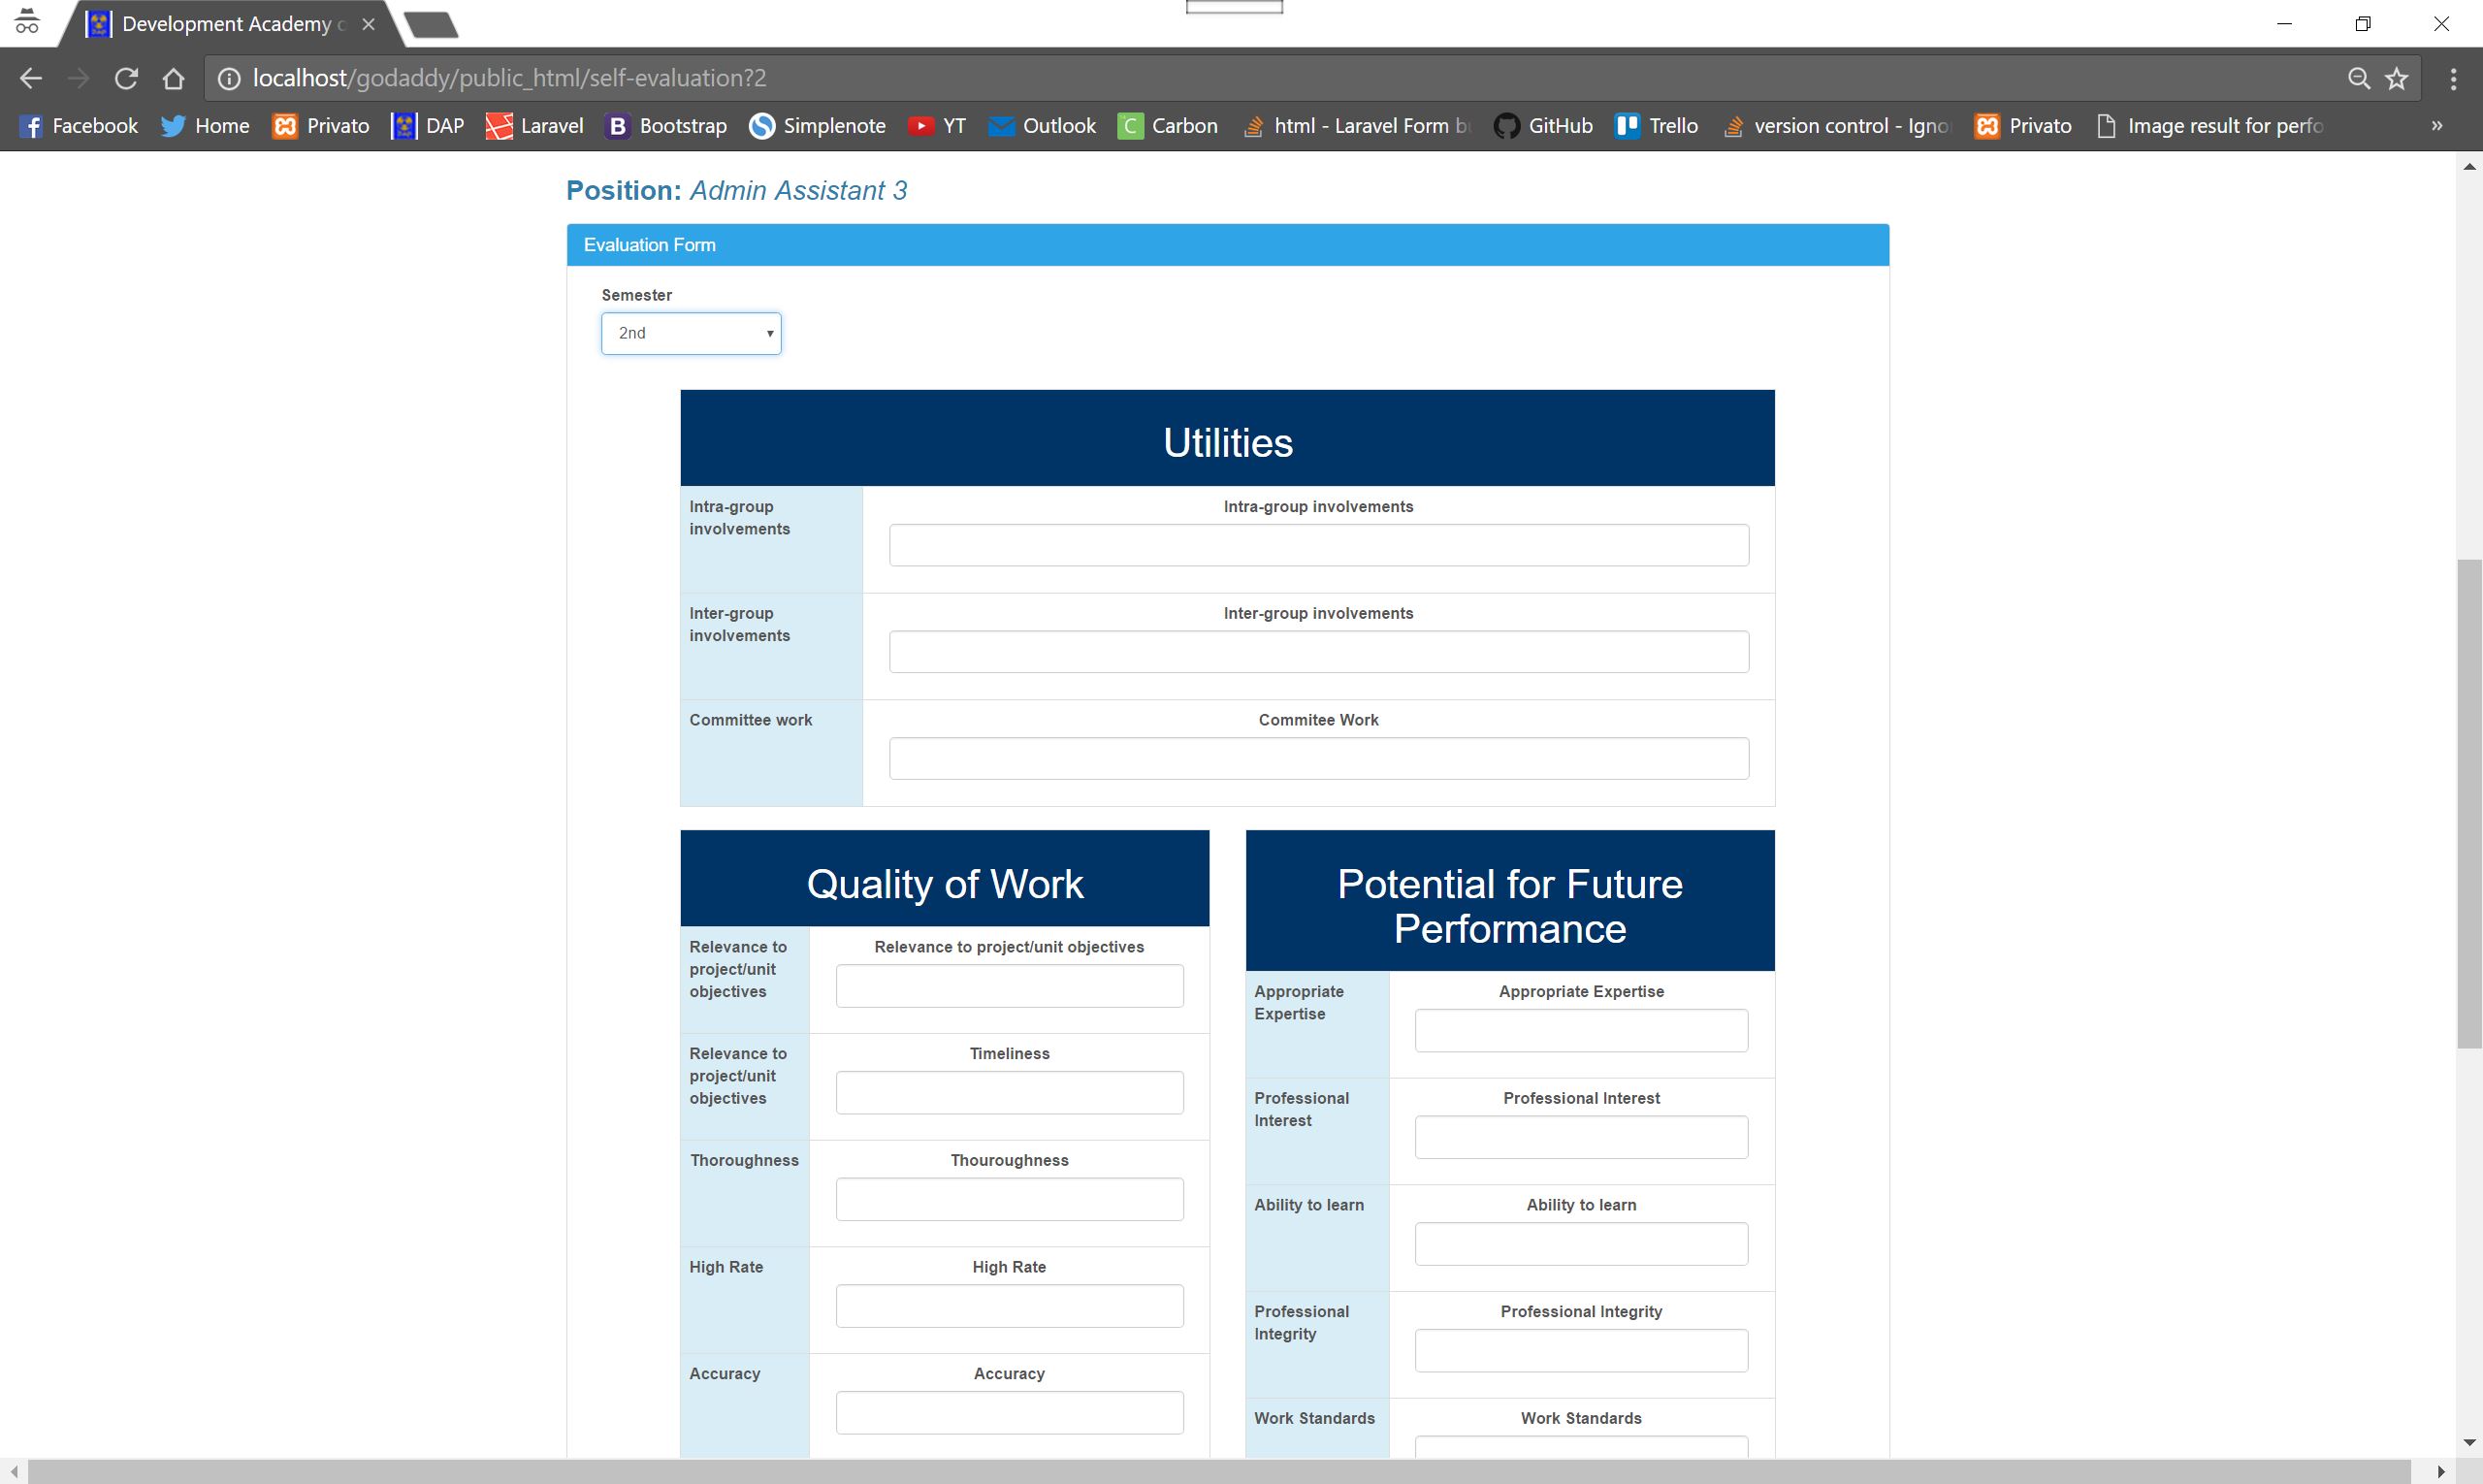 Development Academy
localhost/godaddy/public_html/self-evaluation?2
Facebook Home Privato DAP Laravel Bootstrap Simplenote YT Outlook Carbon html - Laravel Form GitHub Trello version control - Privato Image result for
Position: Admin Assistant 3
Evaluation Form
Semester
2nd
Utilities
Intra-group
involvements
Intra-group involvements
Inter-group
involvements
Inter-group involvements
Committee work
Commitee Work
Quality of Work
Relevance to
project/unit
objectives
Relevance to project/unit objectives
Relevance to
project/unit
objectives
Timeliness
Thoroughness
Thouroughness
High Rate
High Rate
Accuracy
Accuracy
Potential for Future
Performance
Appropriate
Expertise
Appropriate Expertise
Professional
Interest
Professional Interest
Ability to learn
Ability to learn
Professional
Integrity
Professional Integrity
Work Standards
Work Standards